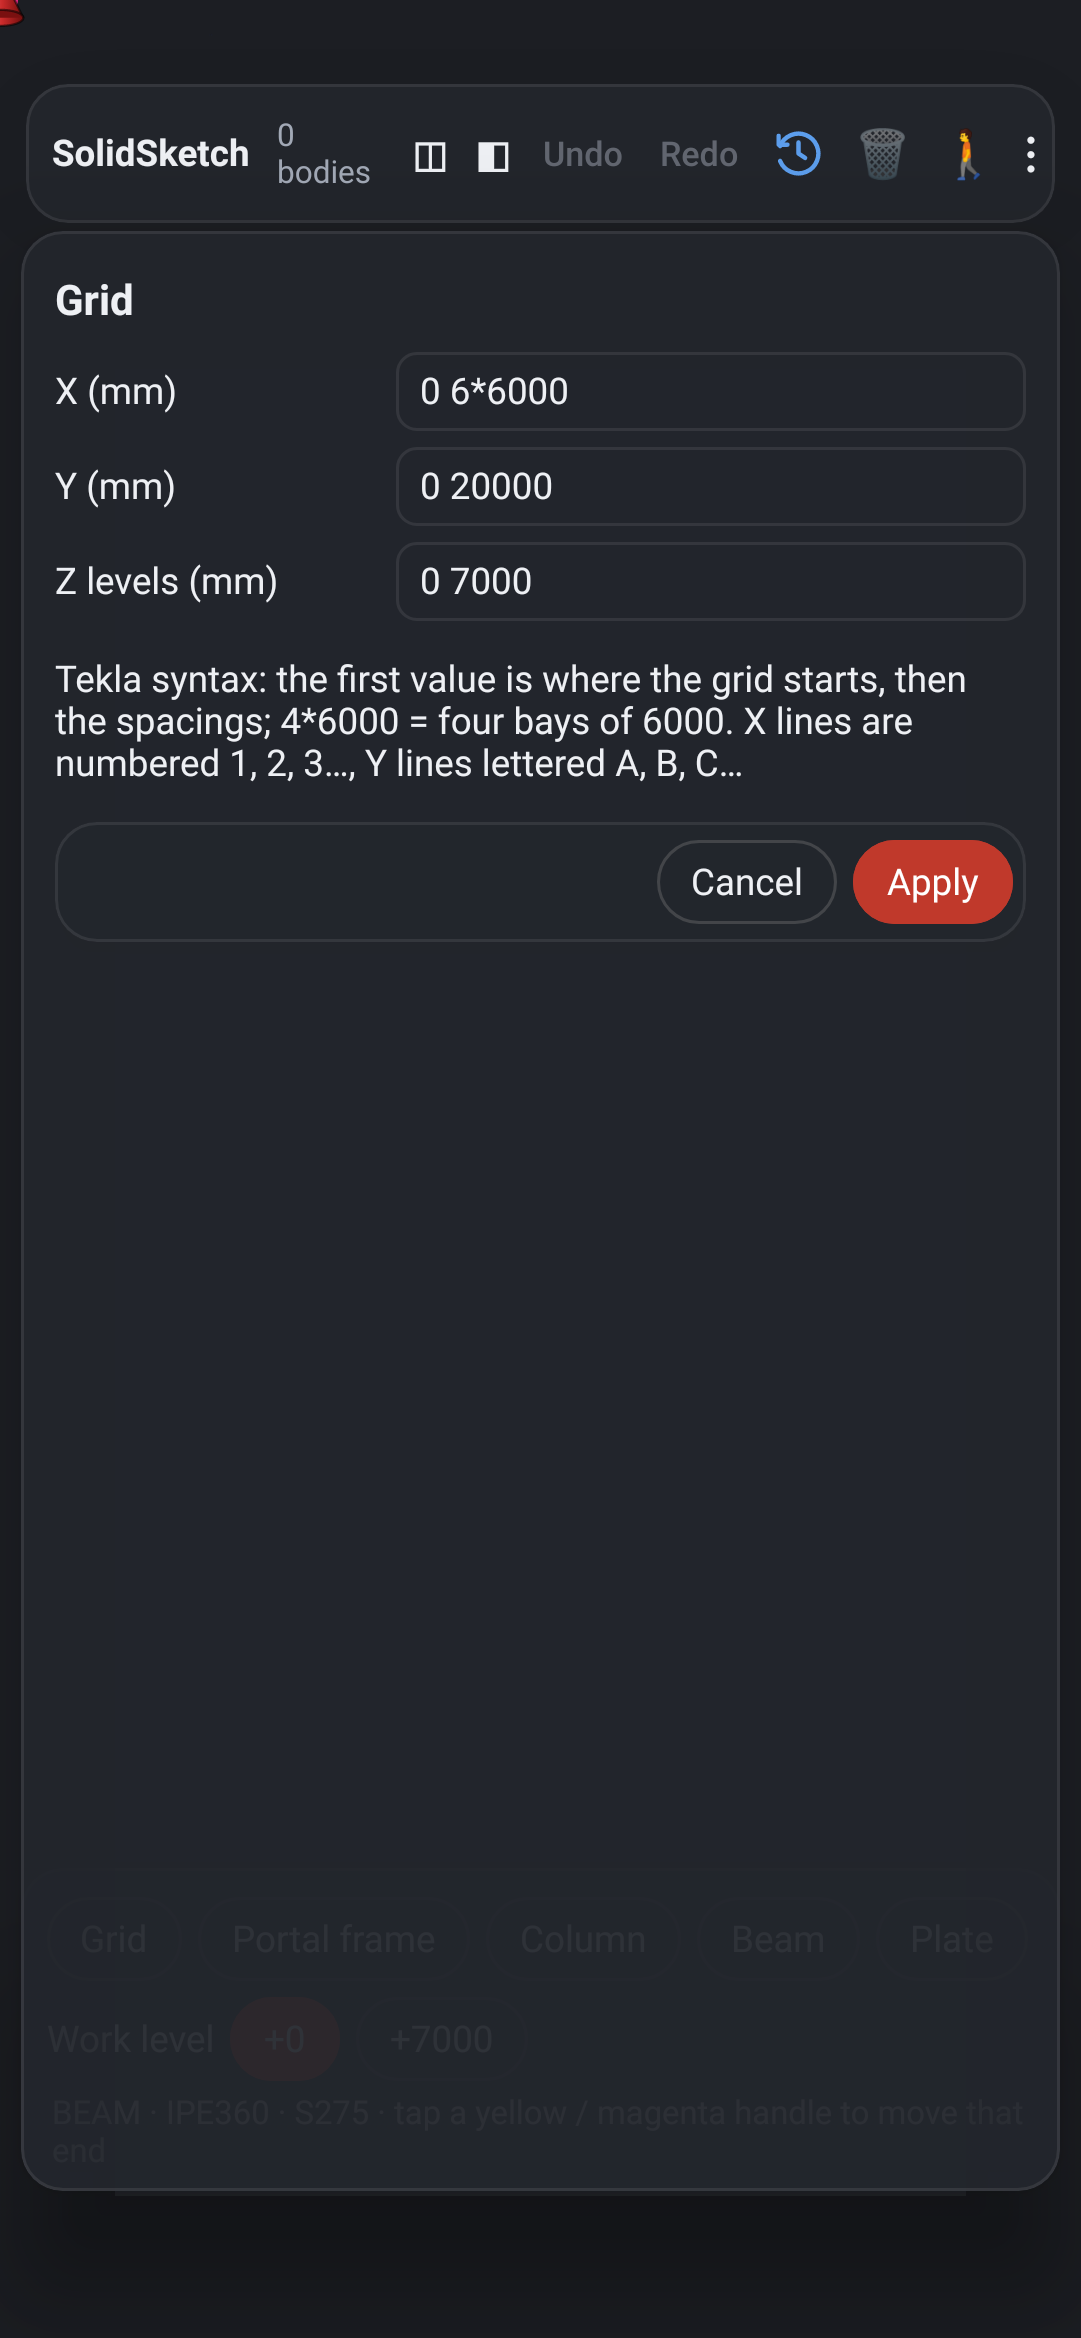 SolidSketch 0 bodies Undo Redo
Grid
X (mm) 0 6*6000
Y (mm) 0 20000
Z levels (mm) 0 7000
Tekla syntax: the first value is where the grid starts, then
the spacings; 4*6000 = four bays of 6000. X lines are
numbered 1, 2, 3..., Y lines lettered A, B, C...
Cancel Apply
Grid Portal frame Column Beam Plate
Work level +0 +7000
BEAM · IPE360 · S275 · tap a yellow / magenta handle to move that
end